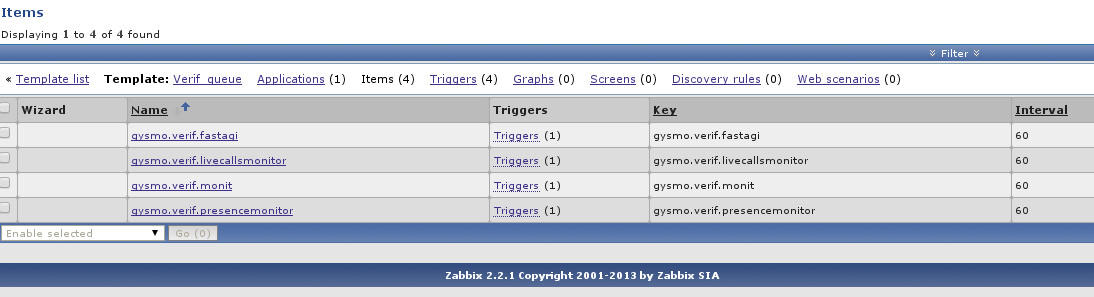 Items
Displaying 1 to 4 of 4 found
Filter
« Template list Template: Verif_queue Applications (1) Items (4) Triggers (4) Graphs (0) Screens (0) Discovery rules (0) Web scenarios (0)
Wizard Name Triggers Key Interval
gysmo.verif.fastagi Triggers (1) gysmo.verif.fastagi 60
gysmo.verif.livecallsmonitor Triggers (1) gysmo.verif.livecallsmonitor 60
gysmo.verif.monit Triggers (1) gysmo.verif.monit 60
gysmo.verif.presencemonitor Triggers (1) gysmo.verif.presencemonitor 60
Enable selected Go (0)
Zabbix 2.2.1 Copyright 2001-2013 by Zabbix SIA